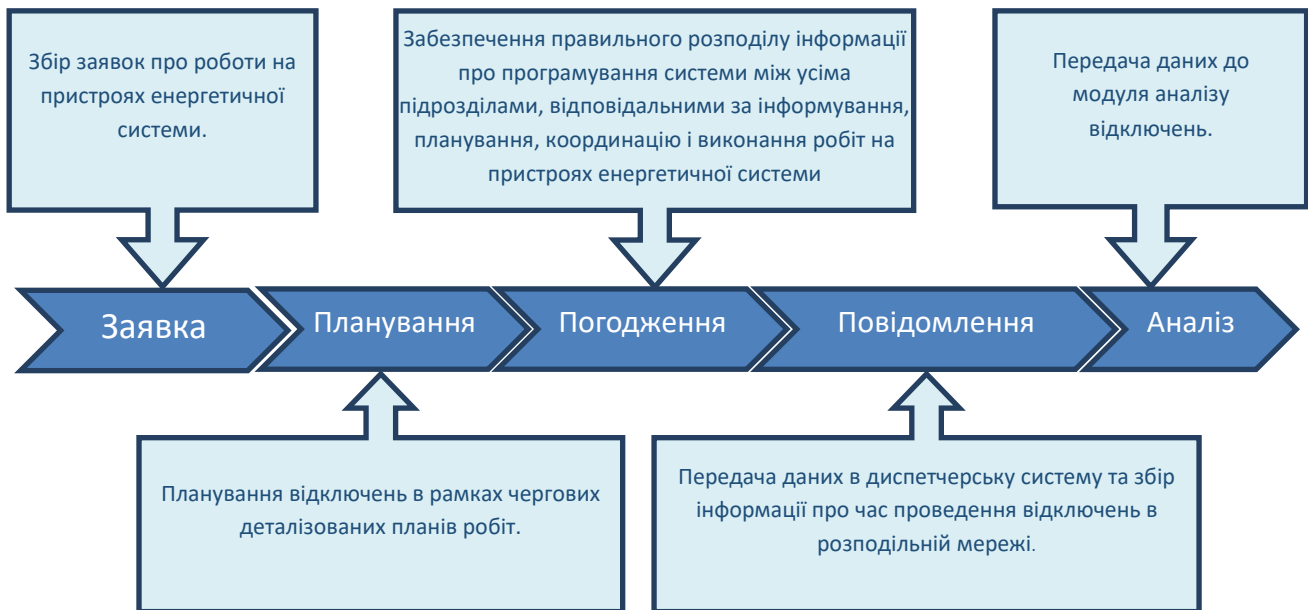 Збір заявок про роботи на
пристроях енергетичної
системи.
Забезпечення правильного розподілу інформації
про програмування системи між усіма
підрозділами, відповідальними за інформування,
планування, координацію і виконання робіт на
пристроях енергетичної системи
Передача даних до
модуля аналізу
відключень.
Заявка
Планування
Погодження
Повідомлення
Аналіз
Планування відключень в рамках чергових
деталізованих планів робіт.
Передача даних в диспетчерську систему та збір
інформації про час проведення відключень в
розподільній мережі.